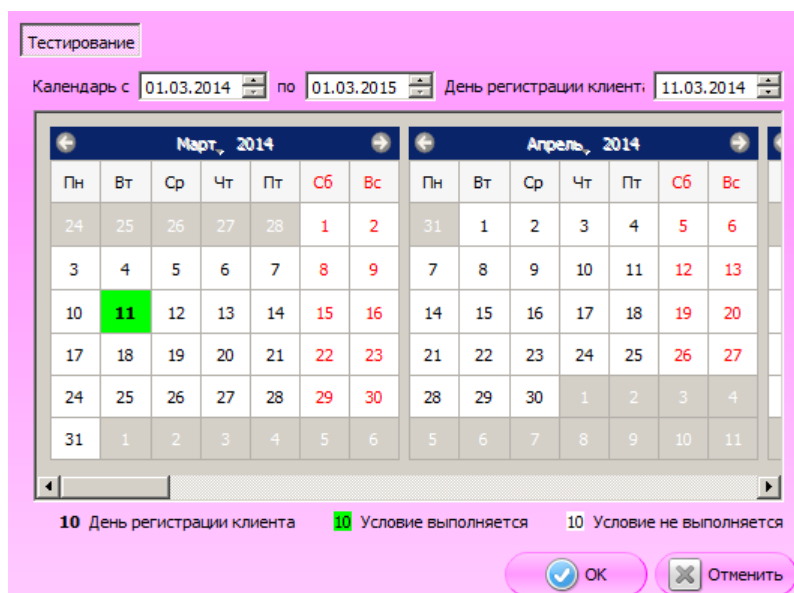 Тестирование
Календарь с 01.03.2014 по 01.03.2015 День регистрации клиента 11.03.2014
Март, 2014 Апрель, 2014
Пн Вт Ср Чт Пт Сб Вс Пн Вт Ср Чт Пт Сб Вс
24 25 26 27 28 1 2 31 1 2 3 4 5 6
3 4 5 6 7 8 9 7 8 9 10 11 12 13
10 11 12 13 14 15 16 14 15 16 17 18 19 20
17 18 19 20 21 22 23 21 22 23 24 25 26 27
24 25 26 27 28 29 30 28 29 30 1 2 3 4
31 1 2 3 4 5 6 5 6 7 8 9 10 11
10 День регистрации клиента 10 Условие выполняется 10 Условие не выполняется
OK Отменить